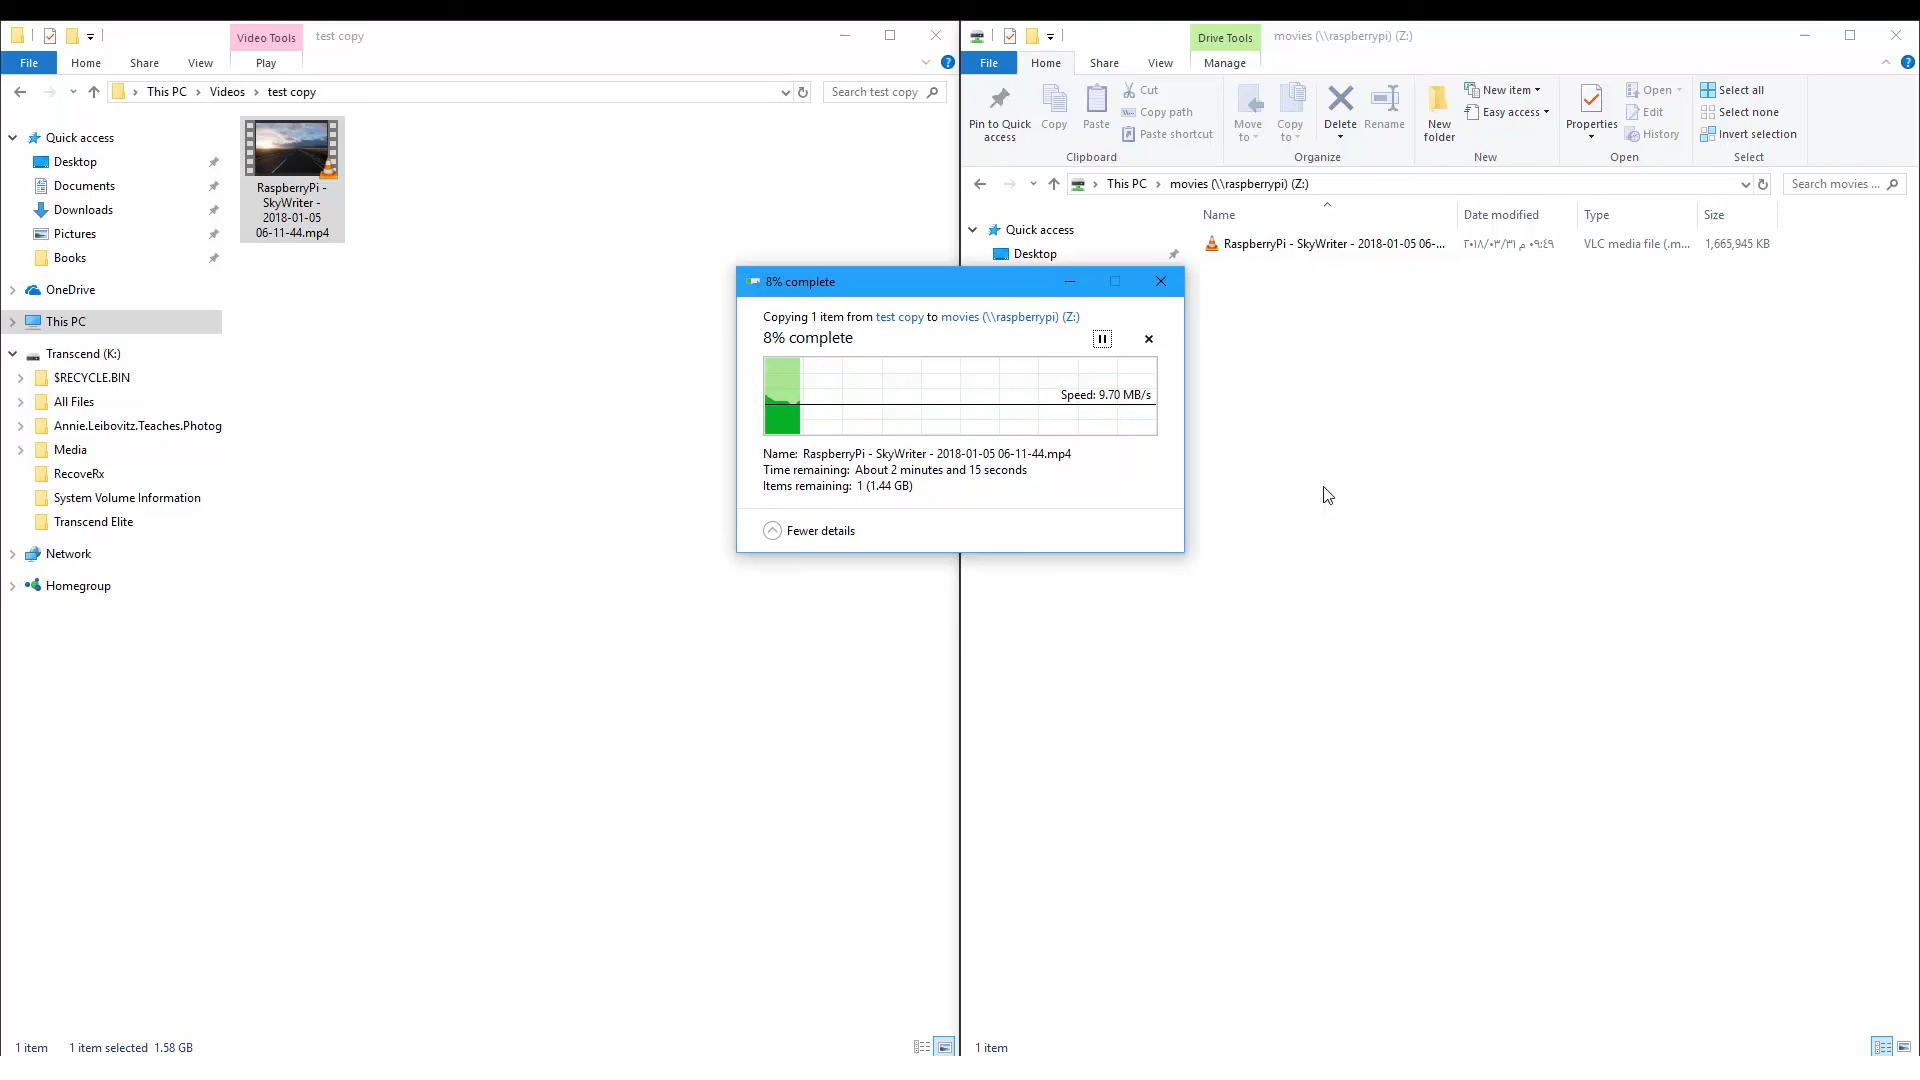 Video Tools
test copy
File
Home
Share
View
Play
This PC
Videos
test copy
Search test copy
Quick access
Desktop
Documents
Downloads
Pictures
Books
OneDrive
This PC
Transcend (K:)
$RECYCLE.BIN
All Files
Annie.Leibovitz.Teaches.Photog
Media
RecoveRx
System Volume Information
Transcend Elite
Network
Homegroup
RaspberryPi -
SkyWriter -
2018-01-05
06-11-44.mp4
1 item
1 item selected 1.58 GB
Drive Tools
movies (\\raspberrypi) (Z:)
File
Home
Share
View
Manage
Pin to Quick
access
Copy
Paste
Cut
Copy path
Paste shortcut
Clipboard
Move
to
Copy
to
Delete
Rename
Organize
New
folder
New item
Easy access
New
Properties
Open
Edit
History
Open
Select all
Select none
Invert selection
Select
This PC
movies (\\raspberrypi) (Z:)
Search movies ...
Quick access
Desktop
Name
Date modified
Type
Size
RaspberryPi - SkyWriter - 2018-01-05 06-...
٢٠١٨/٠٣/٣١ م ٠٩:٤٩
VLC media file (.m...
1,665,945 KB
1 item
8% complete
Copying 1 item from test copy to movies (\\raspberrypi) (Z:)
8% complete
Speed: 9.70 MB/s
Name: RaspberryPi - SkyWriter - 2018-01-05 06-11-44.mp4
Time remaining: About 2 minutes and 15 seconds
Items remaining: 1 (1.44 GB)
Fewer details